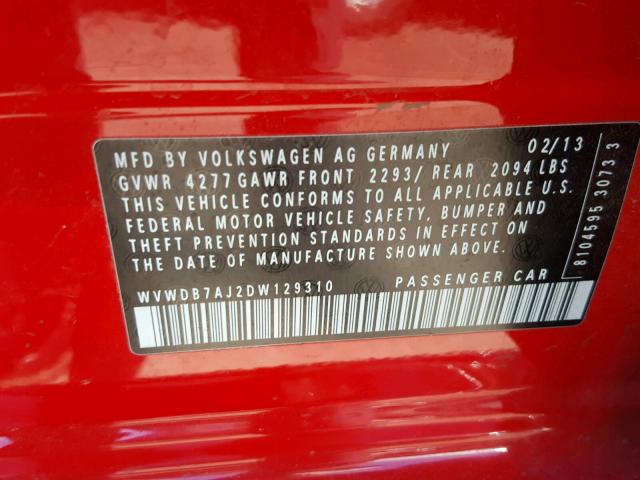 MFD BY VOLKSWAGEN AG GERMANY 02/13
GVWR 4277 GAWR FRONT 2293/ REAR 2094 LBS
THIS VEHICLE CONFORMS TO ALL APPLICABLE U.S.
FEDERAL MOTOR VEHICLE SAFETY, BUMPER AND
THEFT PREVENTION STANDARDS IN EFFECT ON
THE DATE OF MANUFACTURE SHOWN ABOVE.
WVWDB7AJ2DW129310 PASSENGER CAR
8104595 3073 3